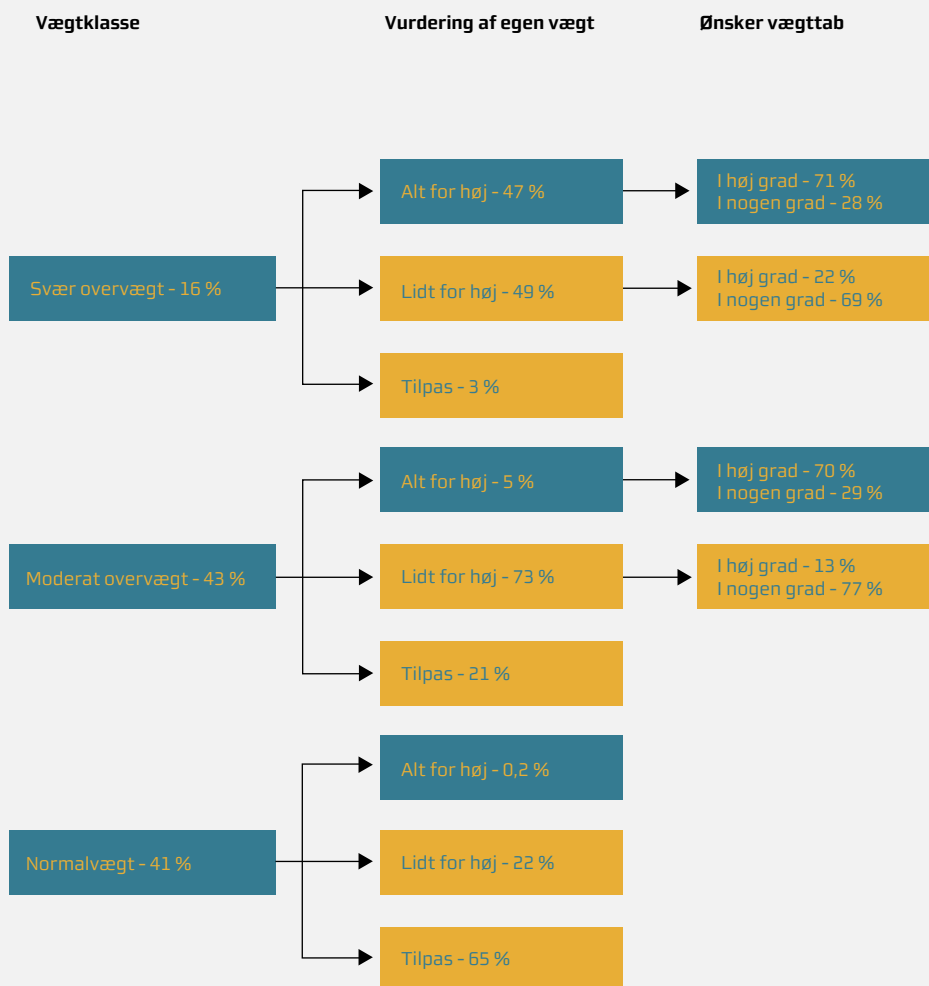 Vægtklasse
Vurdering af egen vægt
Ønsker vægttab
Svær overvægt - 16 %
Alt for høj - 47 %
I høj grad - 71 %
I nogen grad - 28 %
Lidt for høj - 49 %
I høj grad - 22 %
I nogen grad - 69 %
Tilpas - 3 %
Moderat overvægt - 43 %
Alt for høj - 5 %
I høj grad - 70 %
I nogen grad - 29 %
Lidt for høj - 73 %
I høj grad - 13 %
I nogen grad - 77 %
Tilpas - 21 %
Normalvægt - 41 %
Alt for høj - 0,2 %
Lidt for høj - 22 %
Tilpas - 65 %